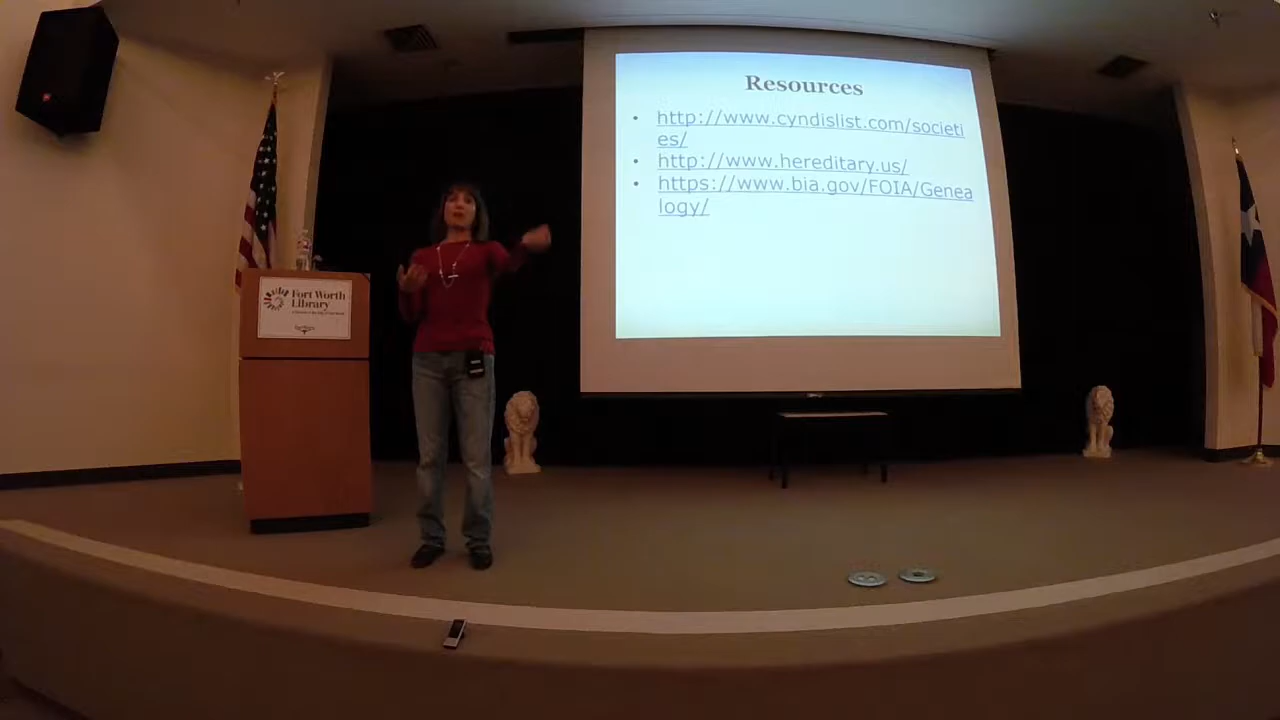 Resources
http://www.cyndislist.com/societi
es/
http://www.hereditary.us/
https://www.bia.gov/FOIA/Genea
logy/
Fort Worth
Library